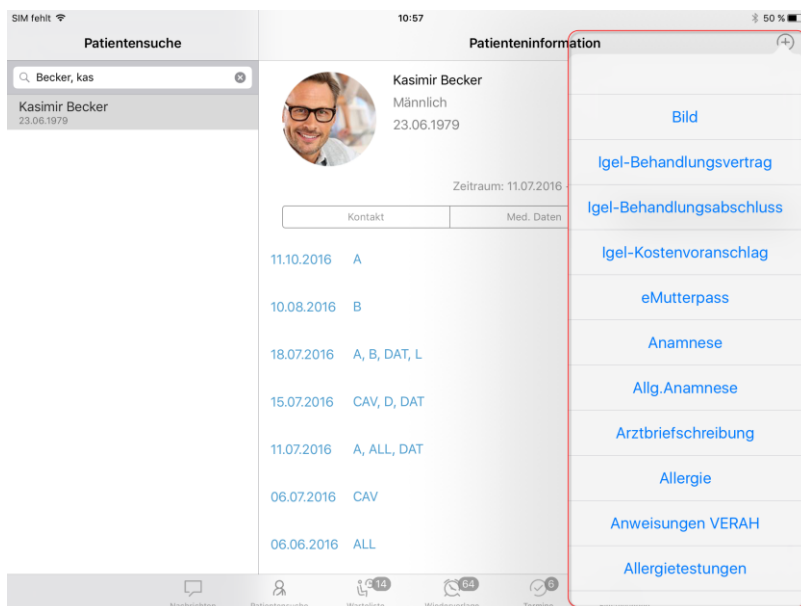 SIM fehlt 10:57 50 %
Patientensuche
Patienteninformation
Becker, kas
Kasimir Becker
23.06.1979
Kasimir Becker
Männlich
23.06.1979
Zeitraum: 11.07.2016
Kontakt
Med. Daten
11.10.2016 A
10.08.2016 B
18.07.2016 A, B, DAT, L
15.07.2016 CAV, D, DAT
11.07.2016 A, ALL, DAT
06.07.2016 CAV
06.06.2016 ALL
Bild
Igel-Behandlungsvertrag
Igel-Behandlungsabschluss
Igel-Kostenvoranschlag
eMutterpass
Anamnese
Allg.Anamnese
Arztbriefschreibung
Allergie
Anweisungen VERAH
Allergietestungen
14
64
6